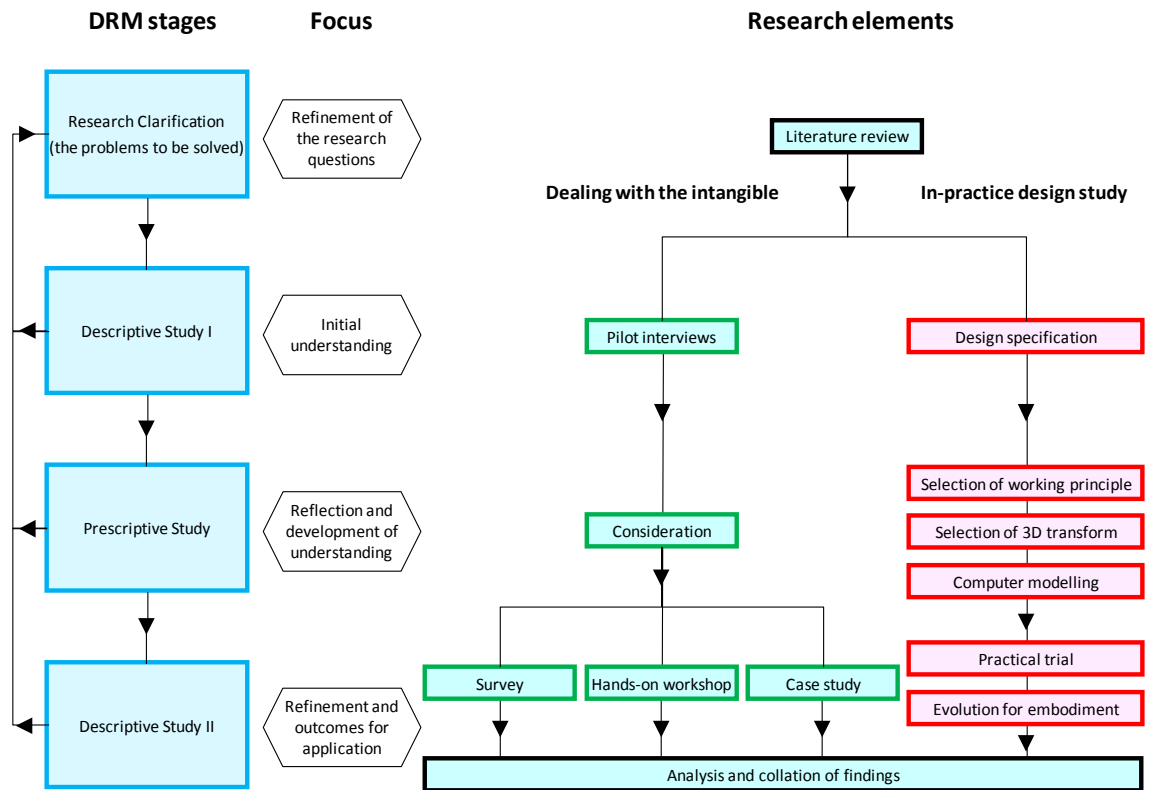 DRM stages
Focus
Research elements
Research Clarification
(the problems to be solved)
Refinement of
the research
questions
Literature review
Dealing with the intangible
In-practice design study
Descriptive Study I
Initial
understanding
Pilot interviews
Design specification
Prescriptive Study
Reflection and
development of
understanding
Consideration
Selection of working principle
Selection of 3D transform
Computer modelling
Descriptive Study II
Refinement and
outcomes for
application
Survey
Hands-on workshop
Case study
Practical trial
Evolution for embodiment
Analysis and collation of findings